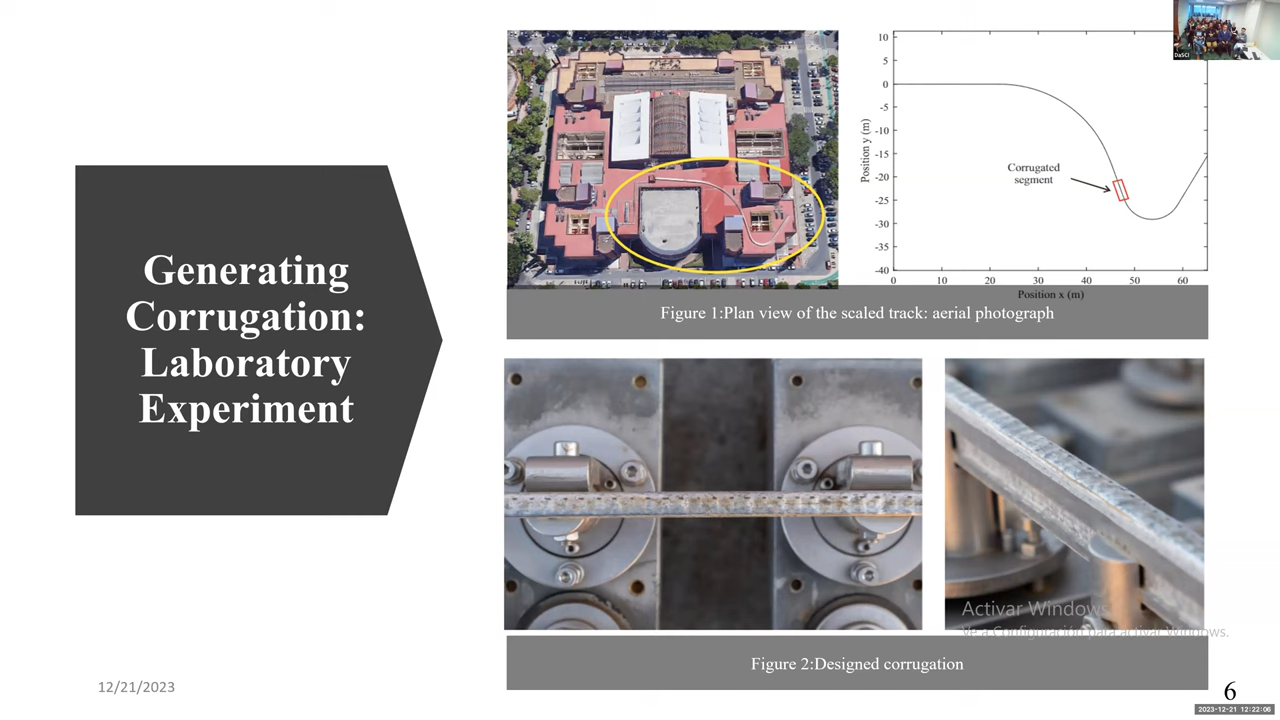 Generating
Corrugation:
Laboratory
Experiment
10
5
0
-5
-10
-15
-20
-25
-30
-35
-40
Position y (m)
Corrugated
segment
0
10
20
30
40
50
60
Position x (m)
DaSCI
Figure 1:Plan view of the scaled track: aerial photograph
Activar Windows
Ve a Configuración para activar Windows.
Figure 2:Designed corrugation
12/21/2023
6
2023-12-21 12:22:06